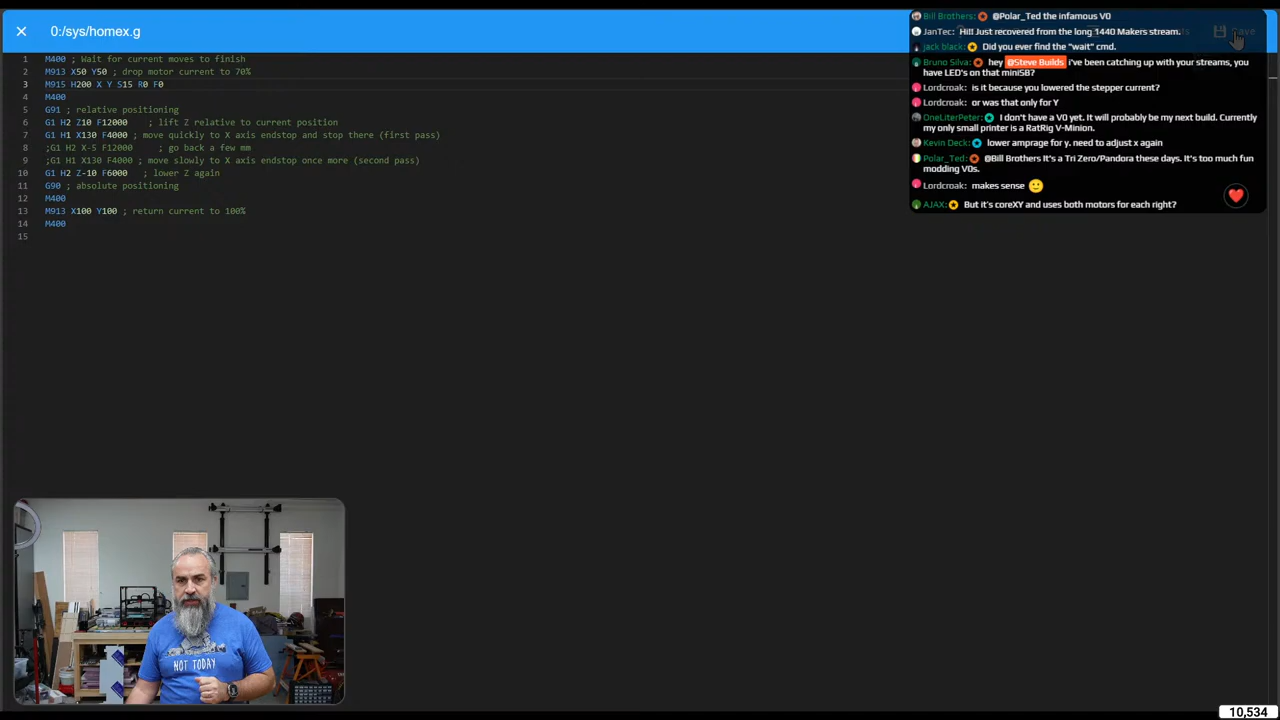 0:/sys/homex.g
1 M400 ; Wait for current moves to finish
2 M913 X50 Y50 ; drop motor current to 70%
3 M915 H200 X Y S15 R0 F0
4 M400
5 G91 ; relative positioning
6 G1 H2 Z10 F12000 ; lift Z relative to current position
7 G1 H1 X130 F4000 ; move quickly to X axis endstop and stop there (first pass)
8 ;G1 H2 X-5 F12000 ; go back a few mm
9 ;G1 H1 X130 F4000 ; move slowly to X axis endstop once more (second pass)
10 G1 H2 Z-10 F6000 ; lower Z again
11 G90 ; absolute positioning
12 M400
13 M913 X100 Y100 ; return current to 100%
14 M400
15
Bill Brothers: @Polar_Ted the infamous V0
JanTec: Hi!! Just recovered from the long 1440 Makers stream.
Save
jack black: Did you ever find the "wait" cmd.
Bruno Silva: hey @Steve Builds i've been catching up with your streams, you
have LED's on that miniSB?
Lordcroak: is it because you lowered the stepper current?
Lordcroak: or was that only for Y
OneLiterPeter: I don't have a V0 yet. It will probably be my next build. Currently
my only small printer is a RatRig V-Minion.
Kevin Deck: lower amprage for y. need to adjust x again
Polar_Ted: @Bill Brothers It's a Tri Zero/Pandora these days. It's too much fun
modding V0s.
Lordcroak: makes sense 🙂
AJAX: But it's coreXY and uses both motors for each right?
NOT TODAY
10,534